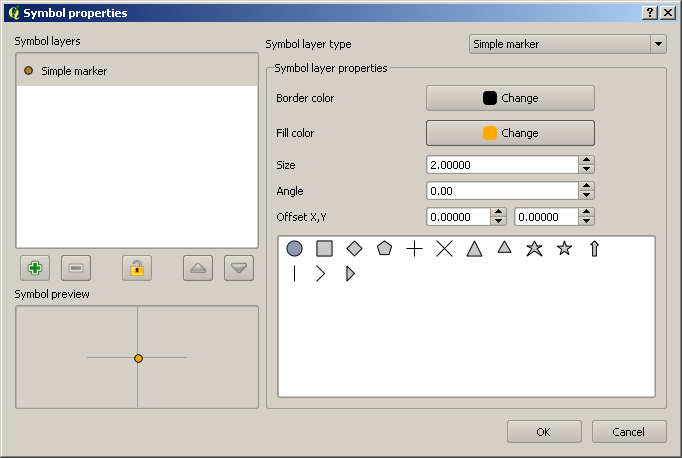 Symbol properties
Symbol layers
Simple marker
Symbol preview
Symbol layer type
Simple marker
Symbol layer properties
Border color
Change
Fill color
Change
Size
2.00000
Angle
0.00
Offset X,Y
0.00000
0.00000
OK
Cancel